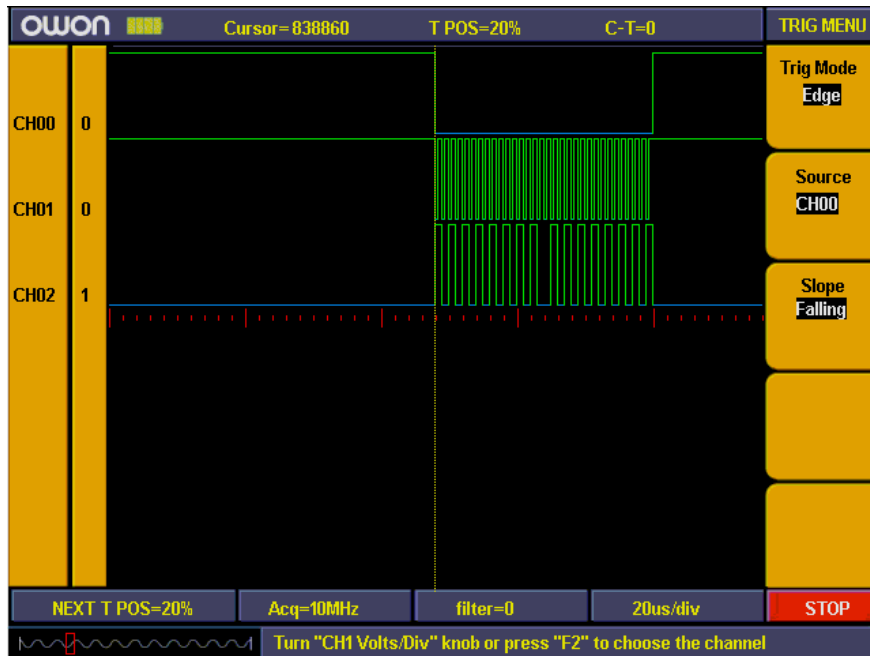 OWON Cursor=838860 T POS=20% C-T=0 TRIG MENU
Trig Mode
Edge
CH00 0
Source
CH00
CH01 0
Slope
Falling
CH02 1
NEXT T POS=20% Acq=10MHz filter=0 20us/div STOP
Turn "CH1 Volts/Div" knob or press "F2" to choose the channel